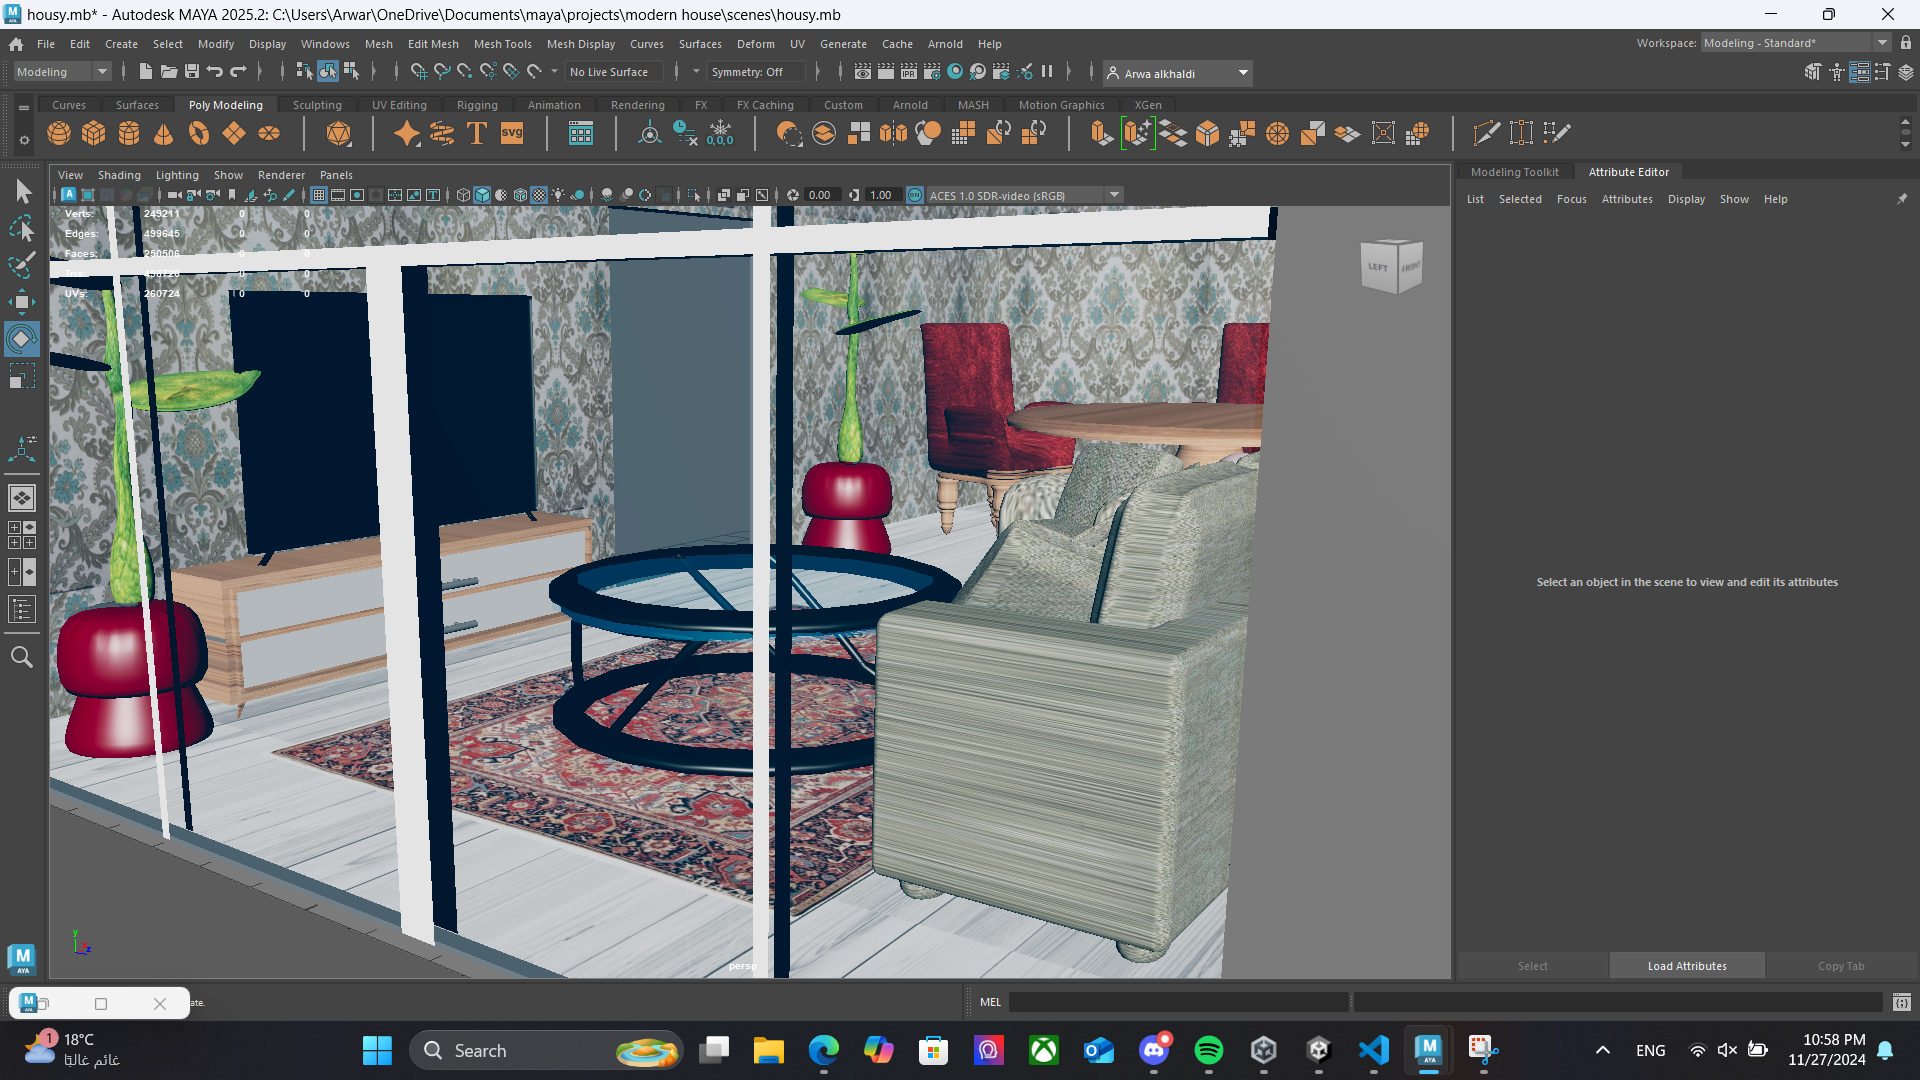 housy.mb* - Autodesk MAYA 2025.2: C:\Users\Arwar\OneDrive\Documents\maya\projects\modern house\scenes\housy.mb
File Edit Create Select Modify Display Windows Mesh Edit Mesh Mesh Tools Mesh Display Curves Surfaces Deform UV Generate Cache Arnold Help
Workspace: Modeling - Standard*
Modeling
No Live Surface
Symmetry: Off
Arwa alkhaldi
Curves Surfaces Poly Modeling Sculpting UV Editing Rigging Animation Rendering FX FX Caching Custom Arnold MASH Motion Graphics XGen
View Shading Lighting Show Renderer Panels
0.00 1.00 ACES 1.0 SDR-video (sRGB)
Modeling Toolkit Attribute Editor
List Selected Focus Attributes Display Show Help
Verts: 249211 0 0
Edges: 499645 0 0
Faces: 250506 0 0
UVs: 260724 0 0
LEFT FRONT
Select an object in the scene to view and edit its attributes
persp
Select Load Attributes Copy Tab
ate.
MEL
1
18°C
غائم غالبًا
Search
ENG
10:58 PM
11/27/2024